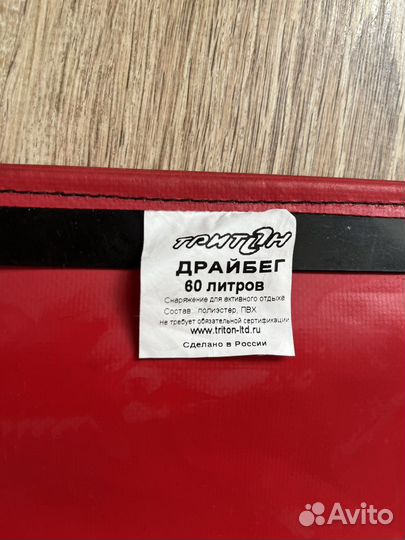 ТРИТОН
ДРАЙБЕГ
60 литров
Снаряжение для активного отдыха
Состав: полиэстер, ПВХ
не требует обязательной сертификации
www.triton-ltd.ru
Сделано в России
Avito